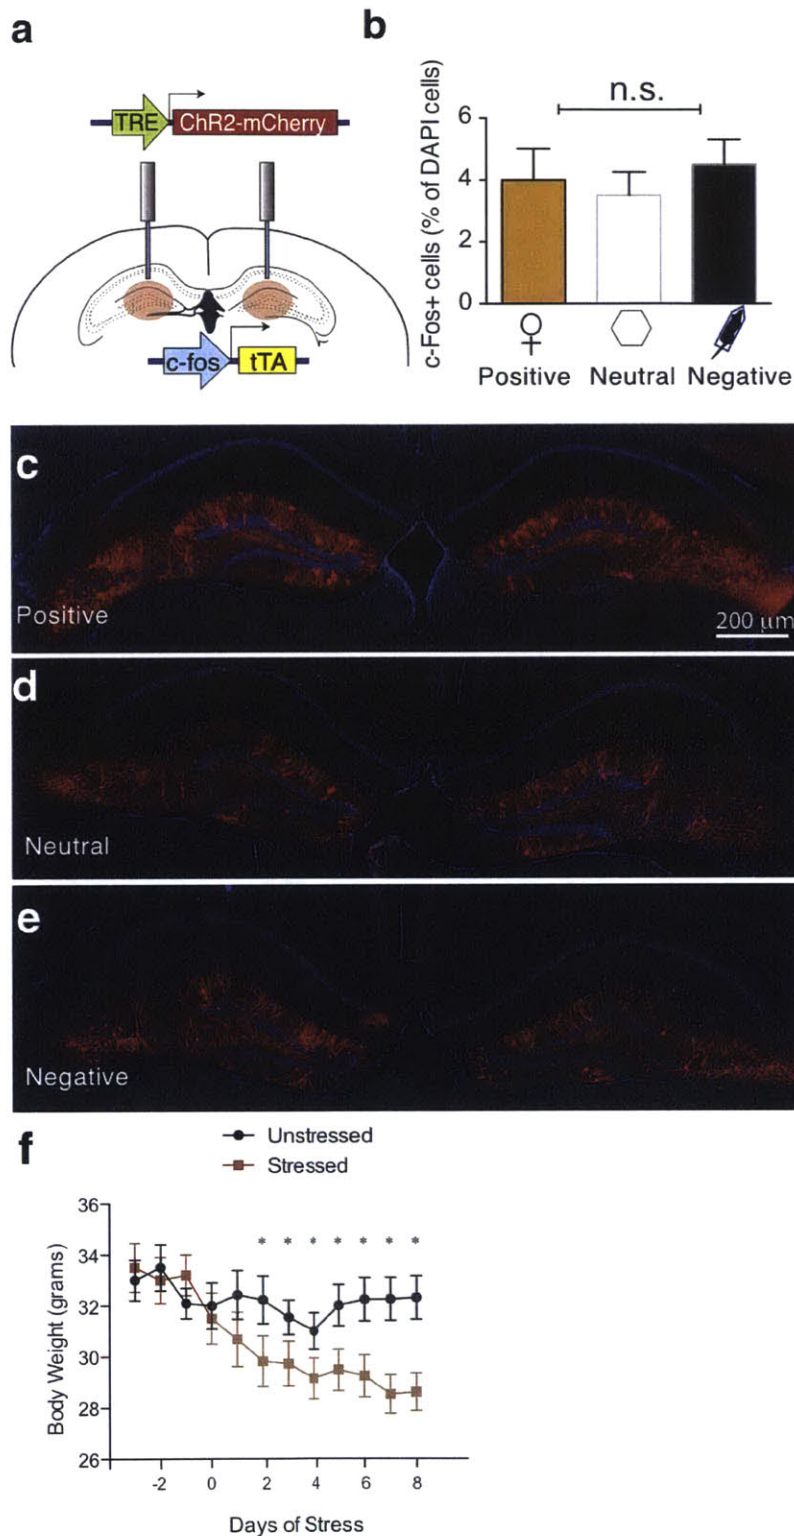 a
TRE ChR2-mCherry
c-fos tTA
b
n.s.
c-Fos+ cells (% of DAPI cells)
6
4
2
0
Positive Neutral Negative
c
Positive
200 μm
d
Neutral
e
Negative
f
Unstressed
Stressed
Body Weight (grams)
36
34
32
30
28
26
* * * * * * *
-2 0 2 4 6 8
Days of Stress